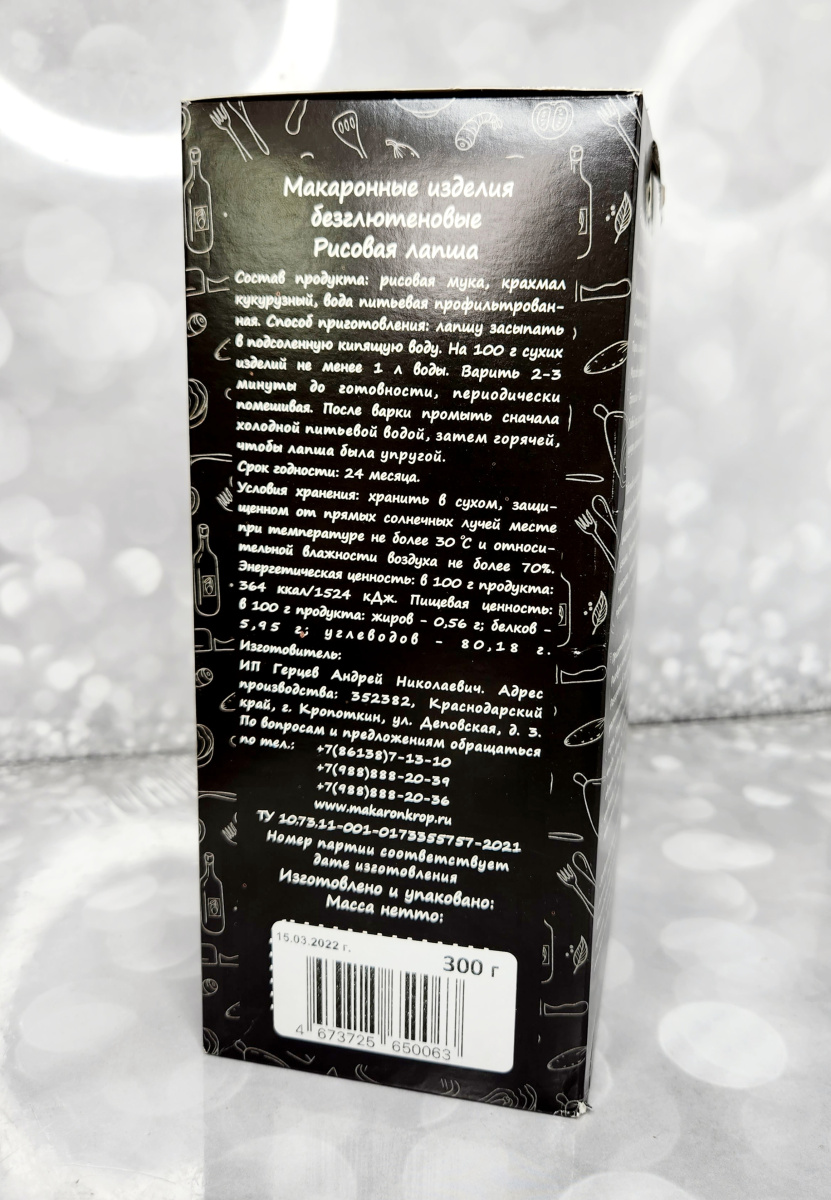 Макаронные изделия
безглютеновые
Рисовая лапша
Состав продукта: рисовая мука, крахмал
кукурузный, вода питьевая профильтрован-
ная. Способ приготовления: лапшу засыпать
в подсоленную кипящую воду. На 100 г сухих
изделий не менее 1 л воды. Варить 2-3
минуты до готовности, периодически
помешивая. После варки промыть сначала
холодной питьевой водой, затем горячей,
чтобы лапша была упругой.
Срок годности: 24 месяца.
Условия хранения: хранить в сухом, защи-
щенном от прямых солнечных лучей месте
при температуре не более 30 °С и относи-
тельной влажности воздуха не более 70%.
Энергетическая ценность: в 100 г продукта:
364 ккал/1524 кДж. Пищевая ценность:
в 100 г продукта: жиров - 0,56 г; белков -
5,95 г; углеводов - 80,18 г.
Изготовитель:
ИП Герцев Андрей Николаевич. Адрес
производства: 352382, Краснодарский
край, г. Кропоткин, ул. Деповская, д. 3.
По вопросам и предложениям обращаться
по тел.: +7(86138)7-13-10
+7(988)888-20-39
+7(988)888-20-36
www.makaronkrop.ru
ТУ 10.73.11-001-0173355757-2021
Номер партии соответствует
дате изготовления
Изготовлено и упаковано:
Масса нетто:
15.03.2022 г.
300 г
4 673725 650063